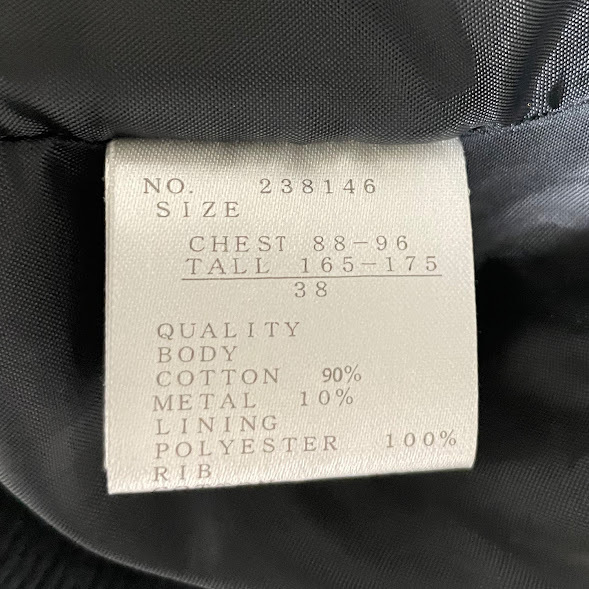 NO. 238146
SIZE
CHEST 88-96
TALL 165-175
38
QUALITY
BODY
COTTON 90%
METAL 10%
LINING
POLYESTER 100%
RIB